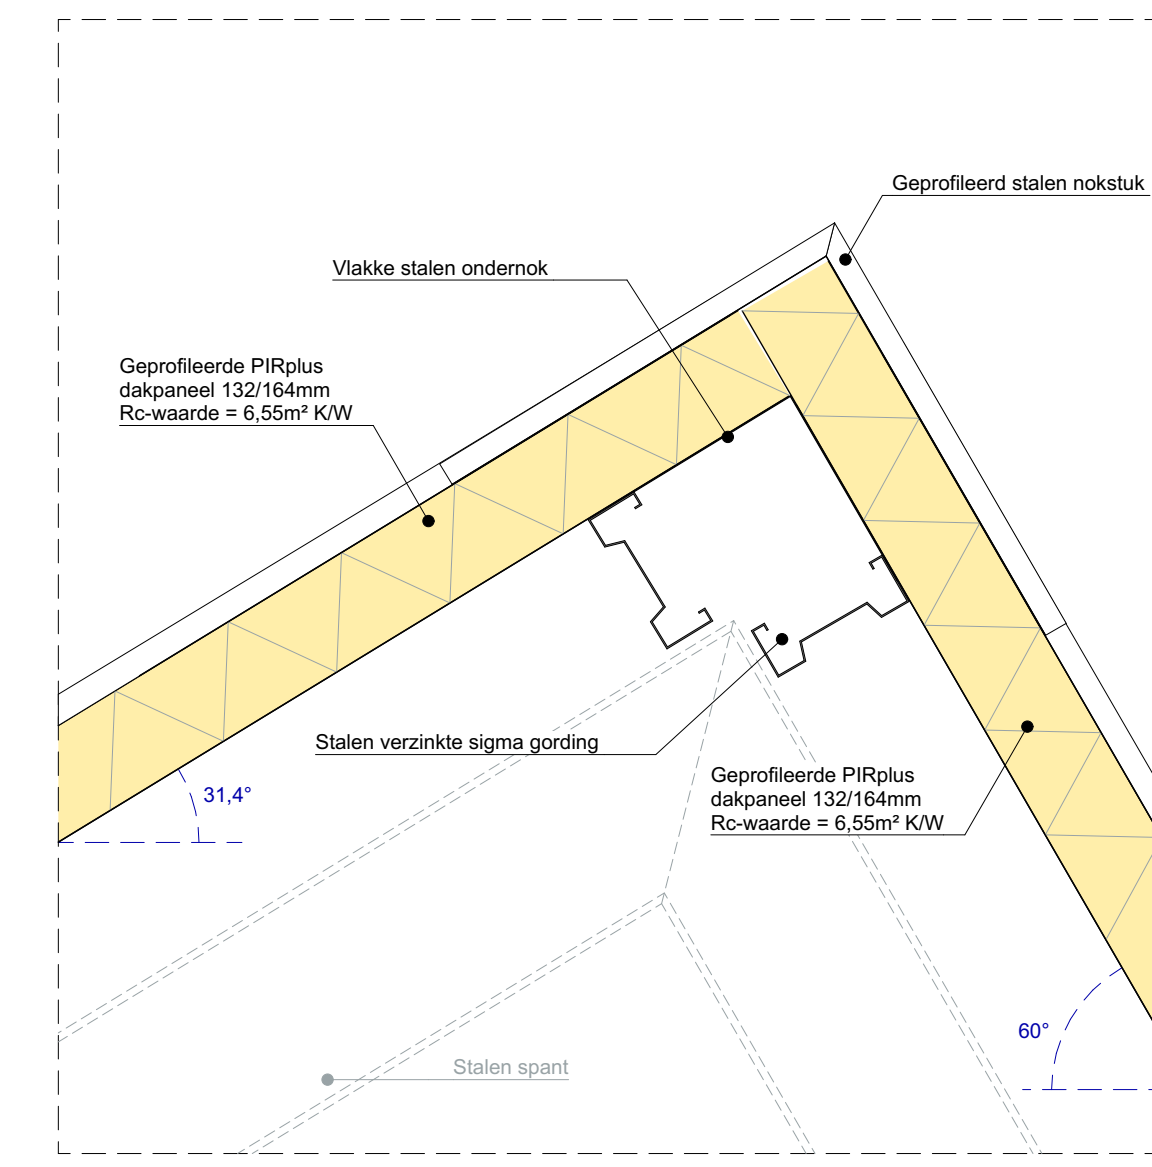 Geprofileerd stalen nokstuk
Vlakke stalen ondernok
Geprofileerde PIRplus
dakpaneel 132/164mm
Rc-waarde = 6,55m² K/W
Stalen verzinkte sigma gording
Geprofileerde PIRplus
dakpaneel 132/164mm
Rc-waarde = 6,55m² K/W
31,4°
60°
Stalen spant